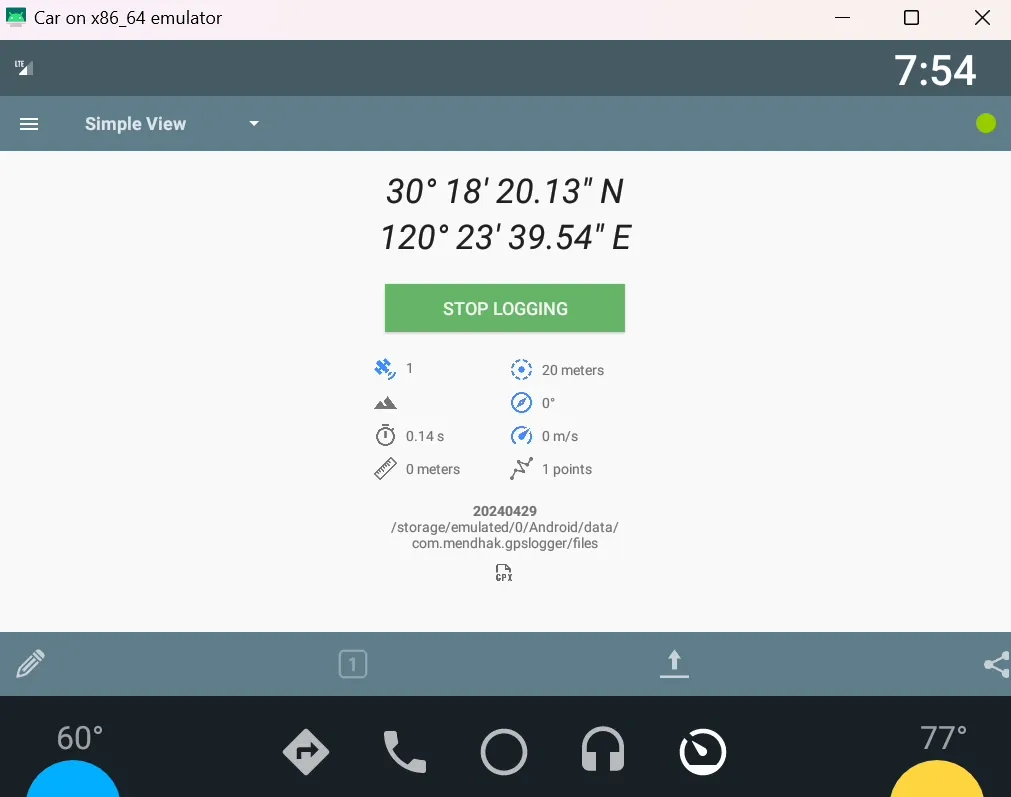 Car on x86_64 emulator
LTE
7:54
Simple View
30° 18' 20.13" N
120° 23' 39.54" E
STOP LOGGING
1
20 meters
0°
0.14 s
0 m/s
0 meters
1 points
20240429
/storage/emulated/0/Android/data/
com.mendhak.gpslogger/files
GPX
1
60°
77°